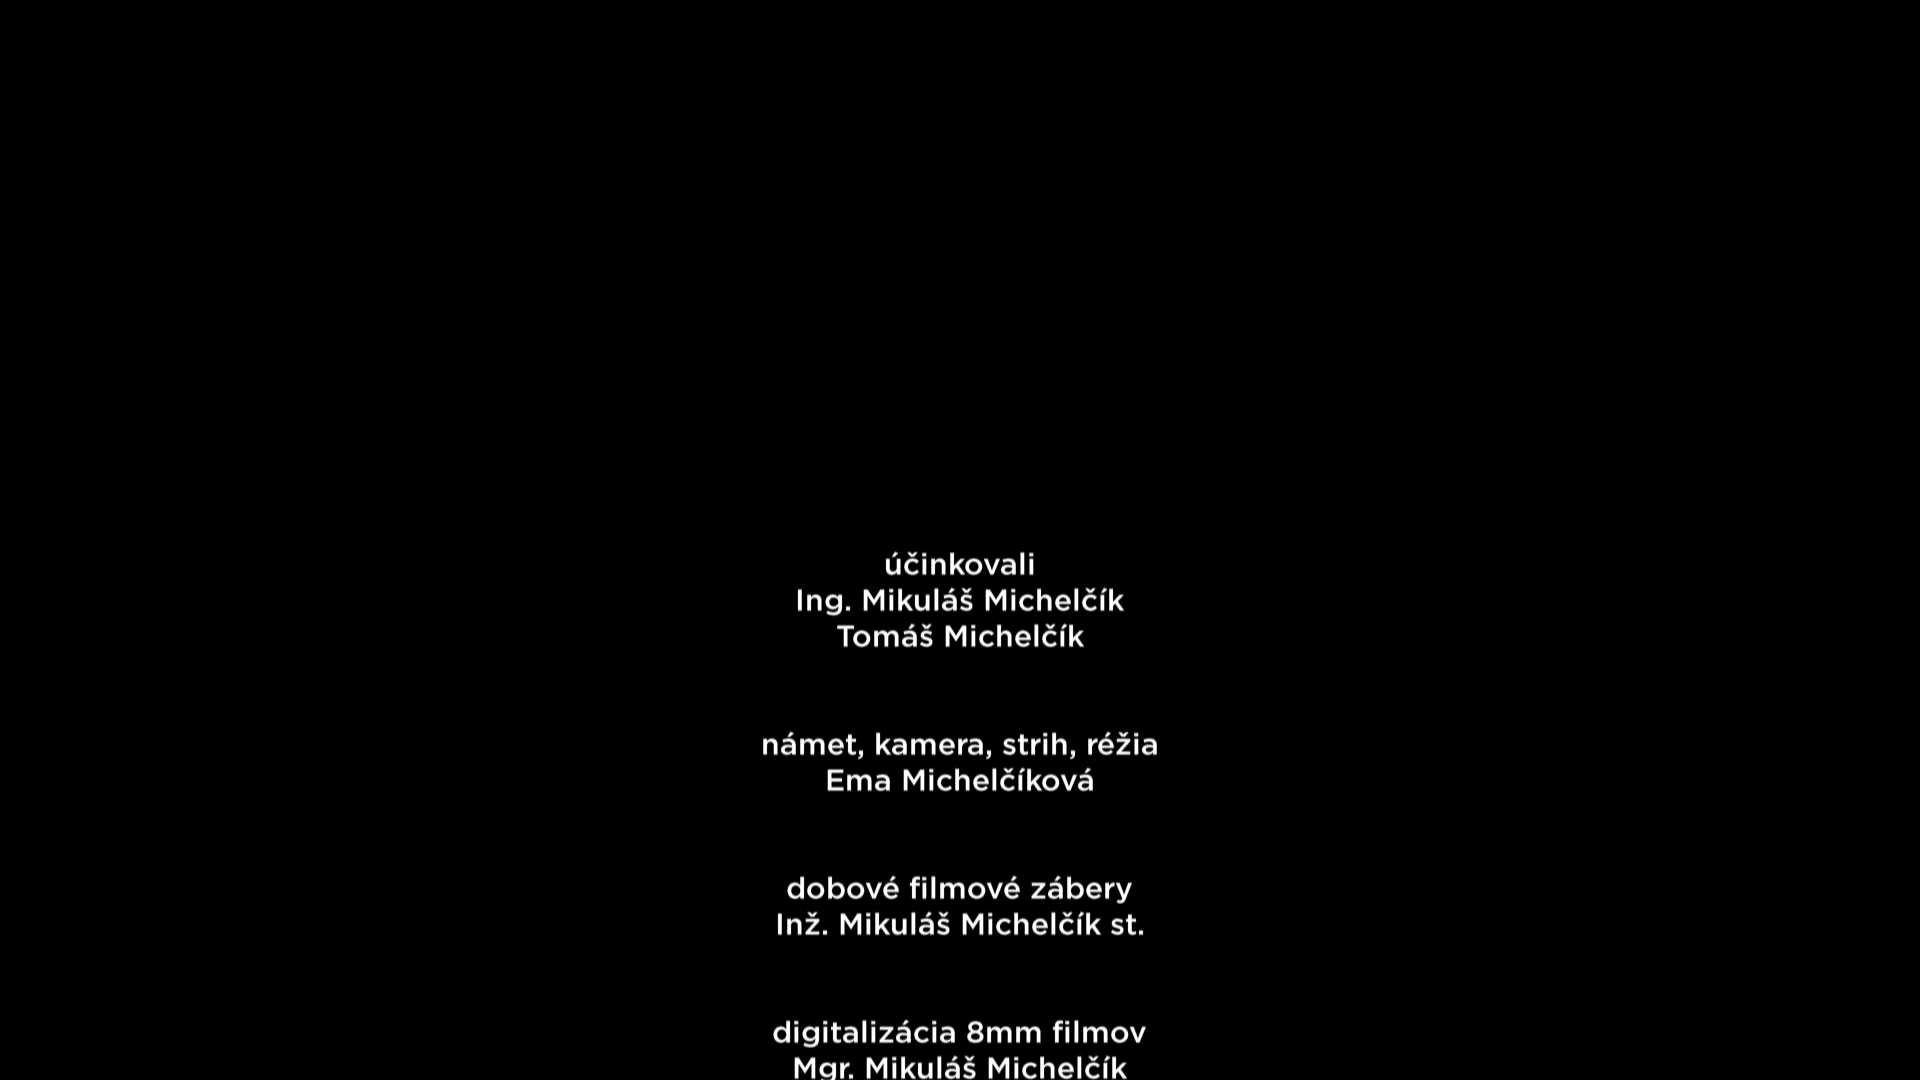 účinkovali
Ing. Mikuláš Michelčík
Tomáš Michelčík
námet, kamera, strih, réžia
Ema Michelčíková
dobové filmové zábery
Inž. Mikuláš Michelčík st.
digitalizácia 8mm filmov
Mgr. Mikuláš Michelčík